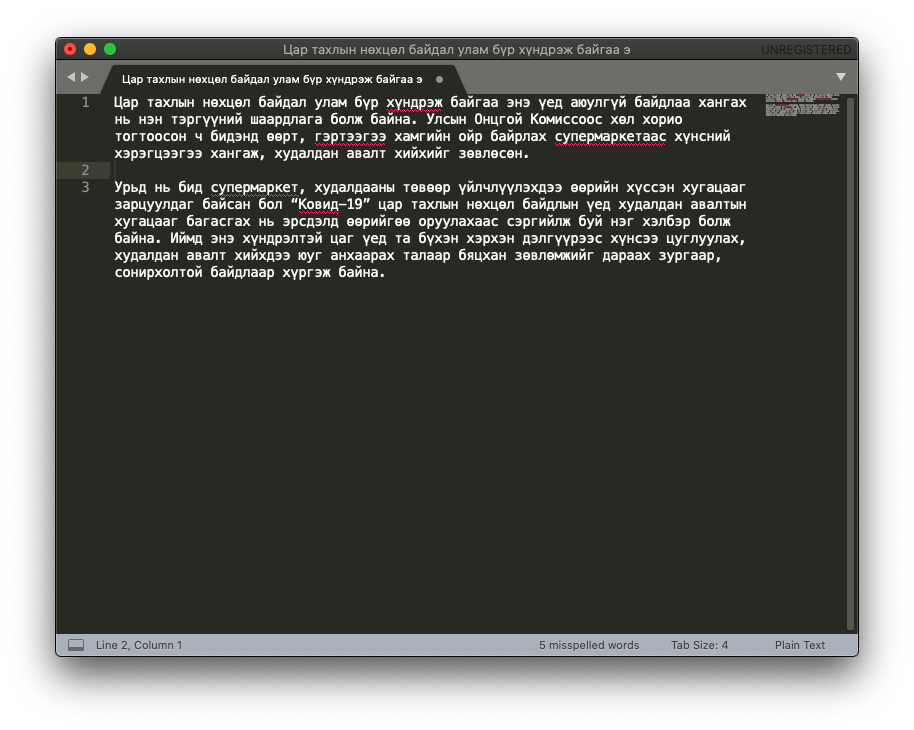 Цар тахлын нөхцөл байдал улам бүр хүндрэж байгаа э
UNREGISTERED
Цар тахлын нөхцөл байдал улам бүр хүндрэж байгаа э
1 Цар тахлын нөхцөл байдал улам бүр хүндрэж байгаа энэ үед аюулгүй байдлаа хангах
нь нэн тэргүүний шаардлага болж байна. Улсын Онцгой Комиссоос хөл хорио
тогтоосон ч бидэнд өөрт, гэртээгээ хамгийн ойр байрлах супермаркетаас хүнсний
хэрэгцээгээ хангаж, худалдан авалт хийхийг зөвлөсөн.
2
3 Урьд нь бид супермаркет, худалдааны төвөөр үйлчлүүлэхдээ өөрийн хүссэн хугацааг
зарцуулдаг байсан бол “Ковид–19” цар тахлын нөхцөл байдлын үед худалдан авалтын
хугацааг багасгах нь эрсдэлд өөрийгөө оруулахаас сэргийлж буй нэг хэлбэр болж
байна. Иймд энэ хүндрэлтэй цаг үед та бүхэн хэрхэн дэлгүүрээс хүнсээ цуглуулах,
худалдан авалт хийхдээ юуг анхаарах талаар бяцхан зөвлөмжийг дараах зургаар,
сонирхолтой байдлаар хүргэж байна.
Line 2, Column 1
5 misspelled words
Tab Size: 4
Plain Text